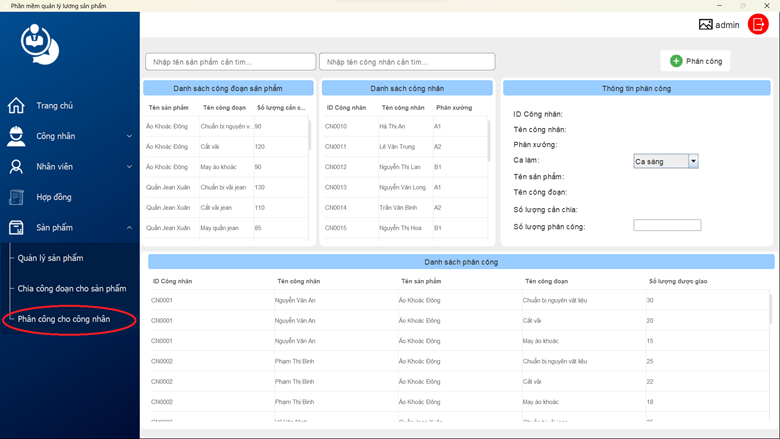 Phần mềm quản lý lương sản phẩm
admin
Nhập tên sản phẩm cần tìm...
Nhập tên công nhân cần tìm...
Phân công
Trang chủ
Công nhân
Nhân viên
Hợp đồng
Sản phẩm
Quản lý sản phẩm
Chia công đoạn cho sản phẩm
Phân công cho công nhân
Danh sách công đoạn sản phẩm
Tên sản phẩm Tên công đoạn Số lượng cần c...
Áo Khoác Đông Chuẩn bị nguyên v... 90
Áo Khoác Đông Cắt vải 120
Áo Khoác Đông May áo khoác 90
Quần Jean Xuân Chuẩn bị vải jean 130
Quần Jean Xuân Cắt vải jean 110
Quần Jean Xuân May quần jean 85
Danh sách công nhân
ID Công nhân Tên công nhân Phân xưởng
CN0010 Hà Thị An A1
CN0011 Lê Văn Trung A2
CN0012 Nguyễn Thị Lan B1
CN0013 Nguyễn Văn Long A1
CN0014 Trần Văn Bình A2
CN0015 Nguyễn Thị Hoa B1
Thông tin phân công
ID Công nhân:
Tên công nhân:
Phân xưởng:
Ca làm: Ca sáng
Tên sản phẩm:
Tên công đoạn:
Số lượng cần chia:
Số lượng phân công:
Danh sách phân công
ID Công nhân Tên công nhân Tên sản phẩm Tên công đoạn Số lượng được giao
CN0001 Nguyễn Văn An Áo Khoác Đông Chuẩn bị nguyên vật liệu 30
CN0001 Nguyễn Văn An Áo Khoác Đông Cắt vải 20
CN0001 Nguyễn Văn An Áo Khoác Đông May áo khoác 15
CN0002 Phạm Thị Bình Áo Khoác Đông Chuẩn bị nguyên vật liệu 25
CN0002 Phạm Thị Bình Áo Khoác Đông Cắt vải 22
CN0002 Phạm Thị Bình Áo Khoác Đông May áo khoác 18